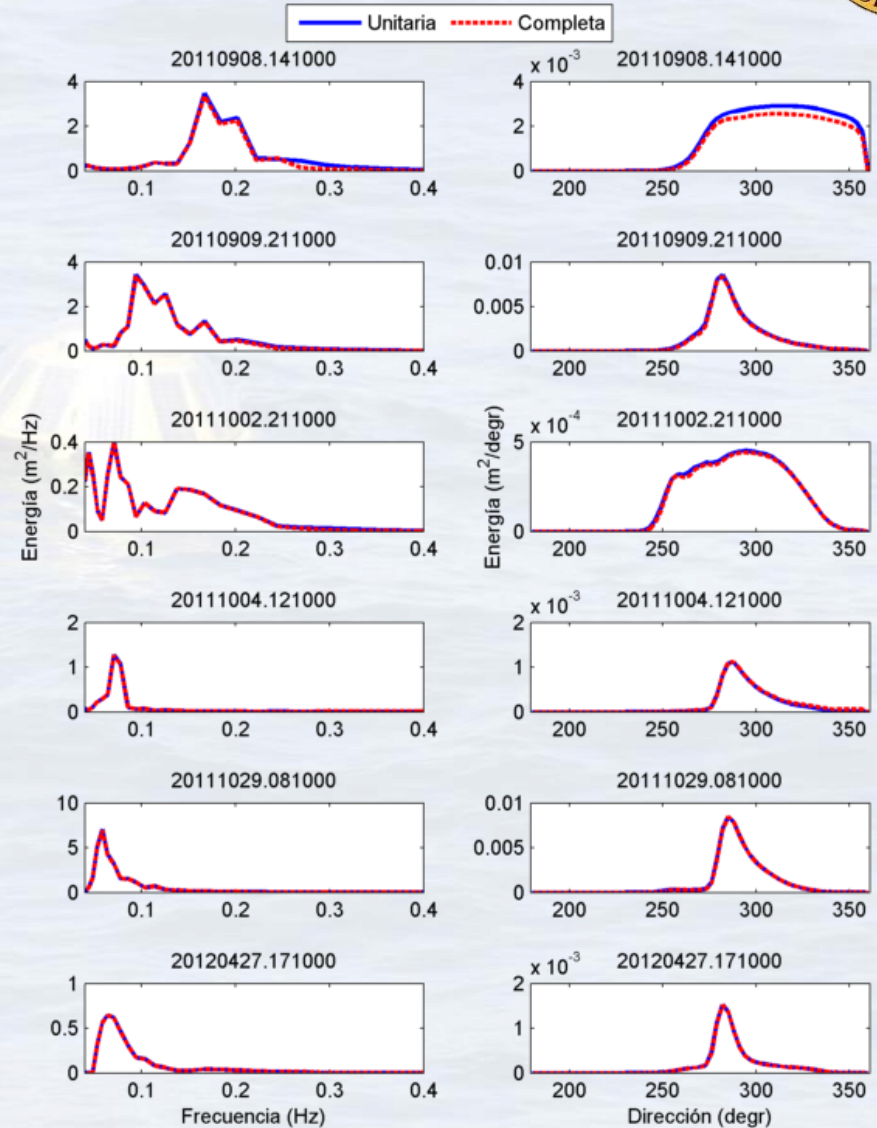 Unitaria Completa
20110908.141000
4
2
0
0.1 0.2 0.3 0.4
x 10^-3 20110908.141000
4
2
0
200 250 300 350
20110909.211000
4
2
0
0.1 0.2 0.3 0.4
20110909.211000
0.01
0.005
0
200 250 300 350
Energía (m^2/Hz)
20111002.211000
0.4
0.2
0
0.1 0.2 0.3 0.4
Energía (m^2/degr)
x 10^-4 20111002.211000
5
0
200 250 300 350
20111004.121000
2
1
0
0.1 0.2 0.3 0.4
x 10^-3 20111004.121000
2
1
0
200 250 300 350
20111029.081000
10
5
0
0.1 0.2 0.3 0.4
20111029.081000
0.01
0.005
0
200 250 300 350
20120427.171000
1
0.5
0
0.1 0.2 0.3 0.4
Frecuencia (Hz)
x 10^-3 20120427.171000
2
1
0
200 250 300 350
Dirección (degr)